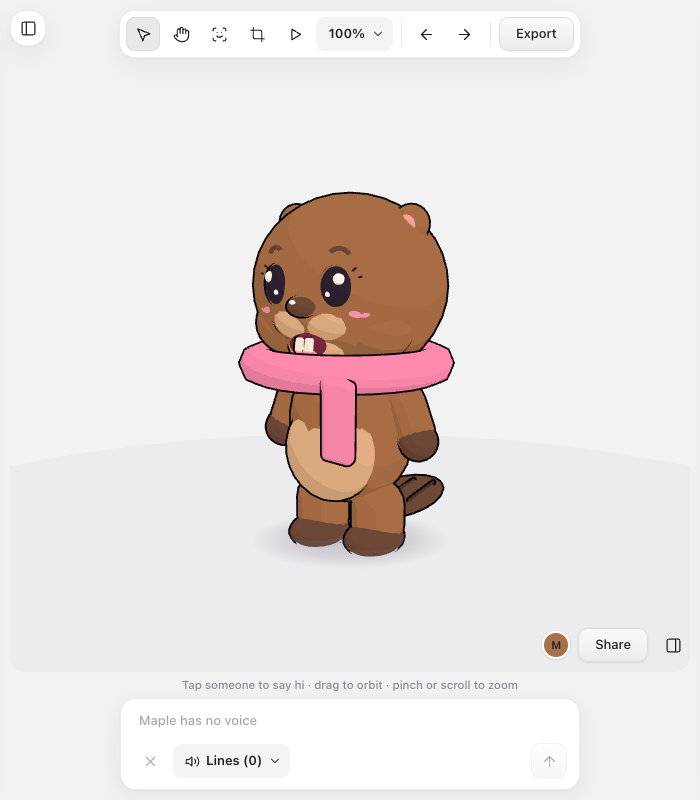 100%
Export
M
Share
Tap someone to say hi · drag to orbit · pinch or scroll to zoom
Maple has no voice
Lines (0)